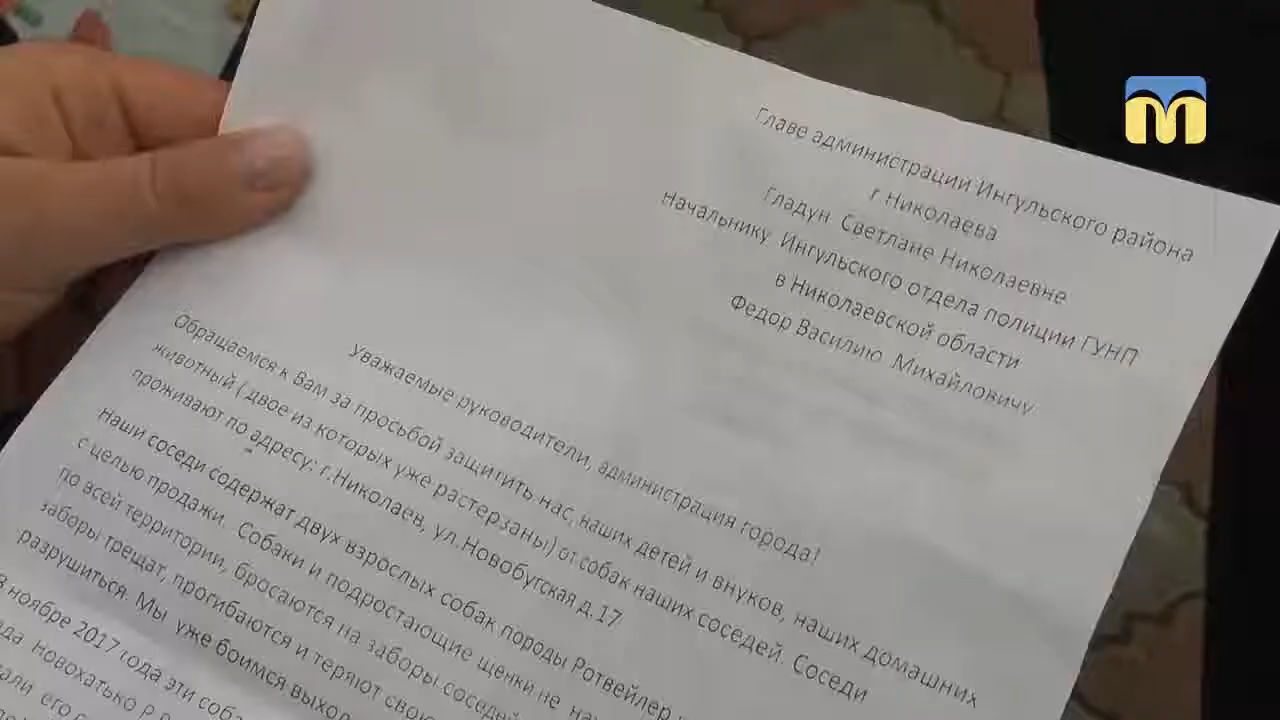 Главе администрации Ингульского района
г Николаева
Гладун Светлане Николаевне
Начальнику Ингульского отдела полиции ГУНП
в Николаевской области
Федор Василию Михайловичу
Уважаемые руководители, администрация города!
Обращаемся к Вам за просьбой защитить нас, наших детей и внуков, наших домашних
животный ( двое из которых уже растерзаны) от собак наших соседей. Соседи
проживают по адресу: г.Николаев, ул.Новобугская д.17
Наши соседи содержат двух взрослых собак породы Ротвейлер
с целью продажи. Собаки и подростающие щенки не
по всей территории, бросаются на заборы
заборы трещат, прогибаются и теряют
разрушиться. Мы уже боимся
ноябре 2017 года эти
Новохатько Р
его